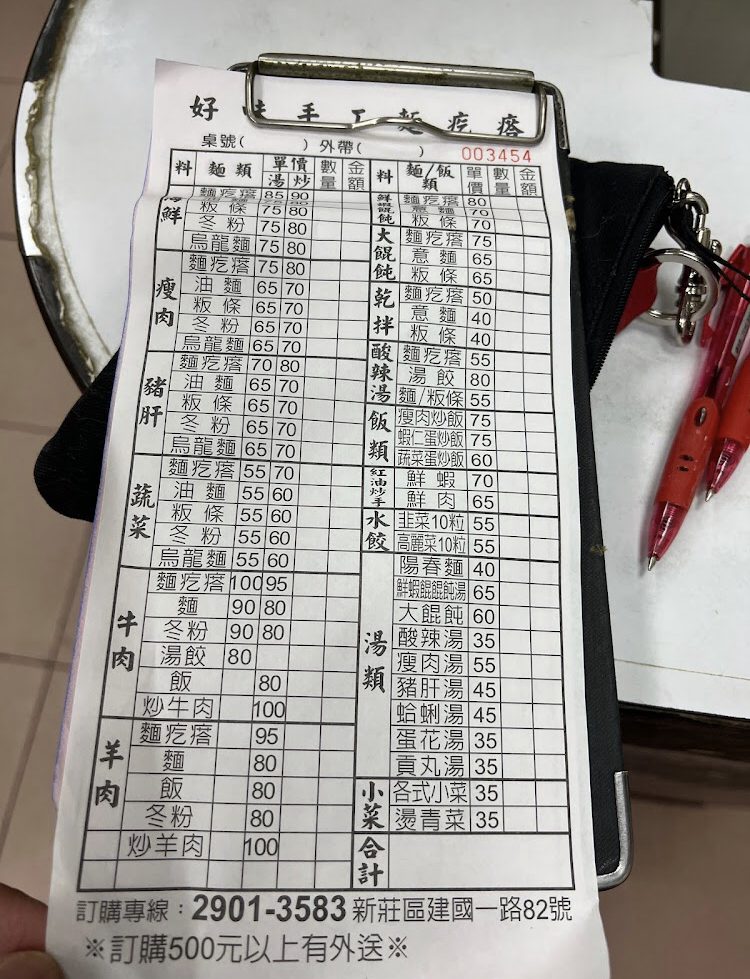 好味手工麵疙瘩
桌號( ) 外帶( )
003454
料 麵類 單價 湯 炒 數量 金額
海鮮
麵疙瘩 85 90
粄條 75 80
冬粉 75 80
烏龍麵 75 80
瘦肉
麵疙瘩 75 80
油麵 65 70
粄條 65 70
冬粉 65 70
烏龍麵 65 70
豬肝
麵疙瘩 70 80
油麵 65 70
粄條 65 70
冬粉 65 70
烏龍麵 65 70
蔬菜
麵疙瘩 55 70
油麵 55 60
粄條 55 60
冬粉 55 60
烏龍麵 55 60
牛肉
麵疙瘩 100 95
麵 90 80
冬粉 90 80
湯餃 80
飯 80
炒牛肉 100
羊肉
麵疙瘩 95
麵 80
飯 80
冬粉 80
炒羊肉 100
料 麵/飯類 單價 數量 金額
鮮蝦餛飩
麵疙瘩 80
意麵 70
粄條 70
大餛飩
麵疙瘩 75
意麵 65
粄條 65
乾拌
麵疙瘩 50
意麵 40
粄條 40
酸辣湯
麵疙瘩 55
湯餃 80
麵/粄條 55
飯類
瘦肉炒飯 75
蝦仁蛋炒飯 75
蔬菜蛋炒飯 60
紅油炒手
鮮蝦 70
鮮肉 65
水餃
韭菜10粒 55
高麗菜10粒 55
湯類
陽春麵 40
鮮蝦餛餛飩湯 65
大餛飩 60
酸辣湯 35
瘦肉湯 55
豬肝湯 45
蛤蜊湯 45
蛋花湯 35
貢丸湯 35
小菜
各式小菜 35
燙青菜 35
合計
訂購專線：2901-3583 新莊區建國一路82號
※訂購500元以上有外送※